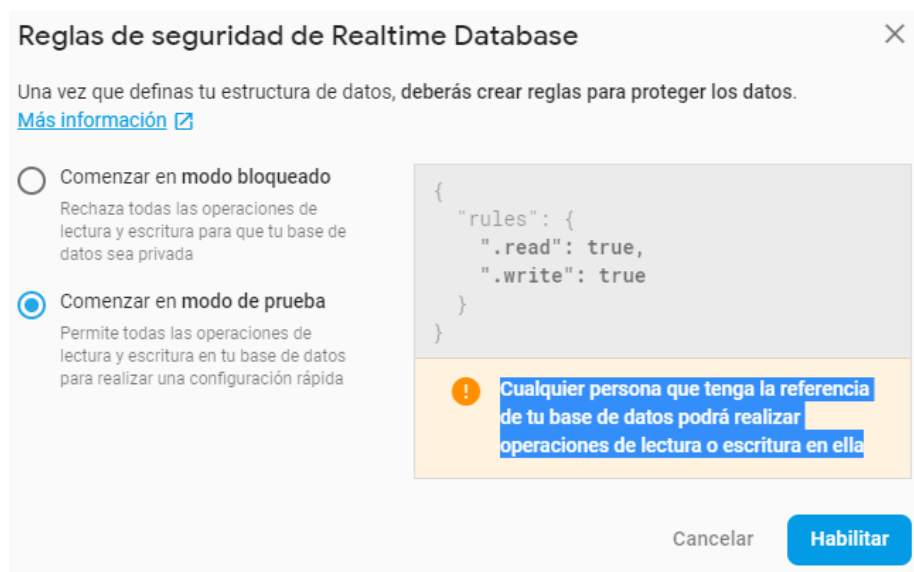 Reglas de seguridad de Realtime Database
Una vez que definas tu estructura de datos, deberás crear reglas para proteger los datos.
Más información
Comenzar en modo bloqueado
Rechaza todas las operaciones de
lectura y escritura para que tu base de
datos sea privada
Comenzar en modo de prueba
Permite todas las operaciones de
lectura y escritura en tu base de datos
para realizar una configuración rápida
{
"rules": {
".read": true,
".write": true
}
}
Cualquier persona que tenga la referencia
de tu base de datos podrá realizar
operaciones de lectura o escritura en ella
Cancelar
Habilitar